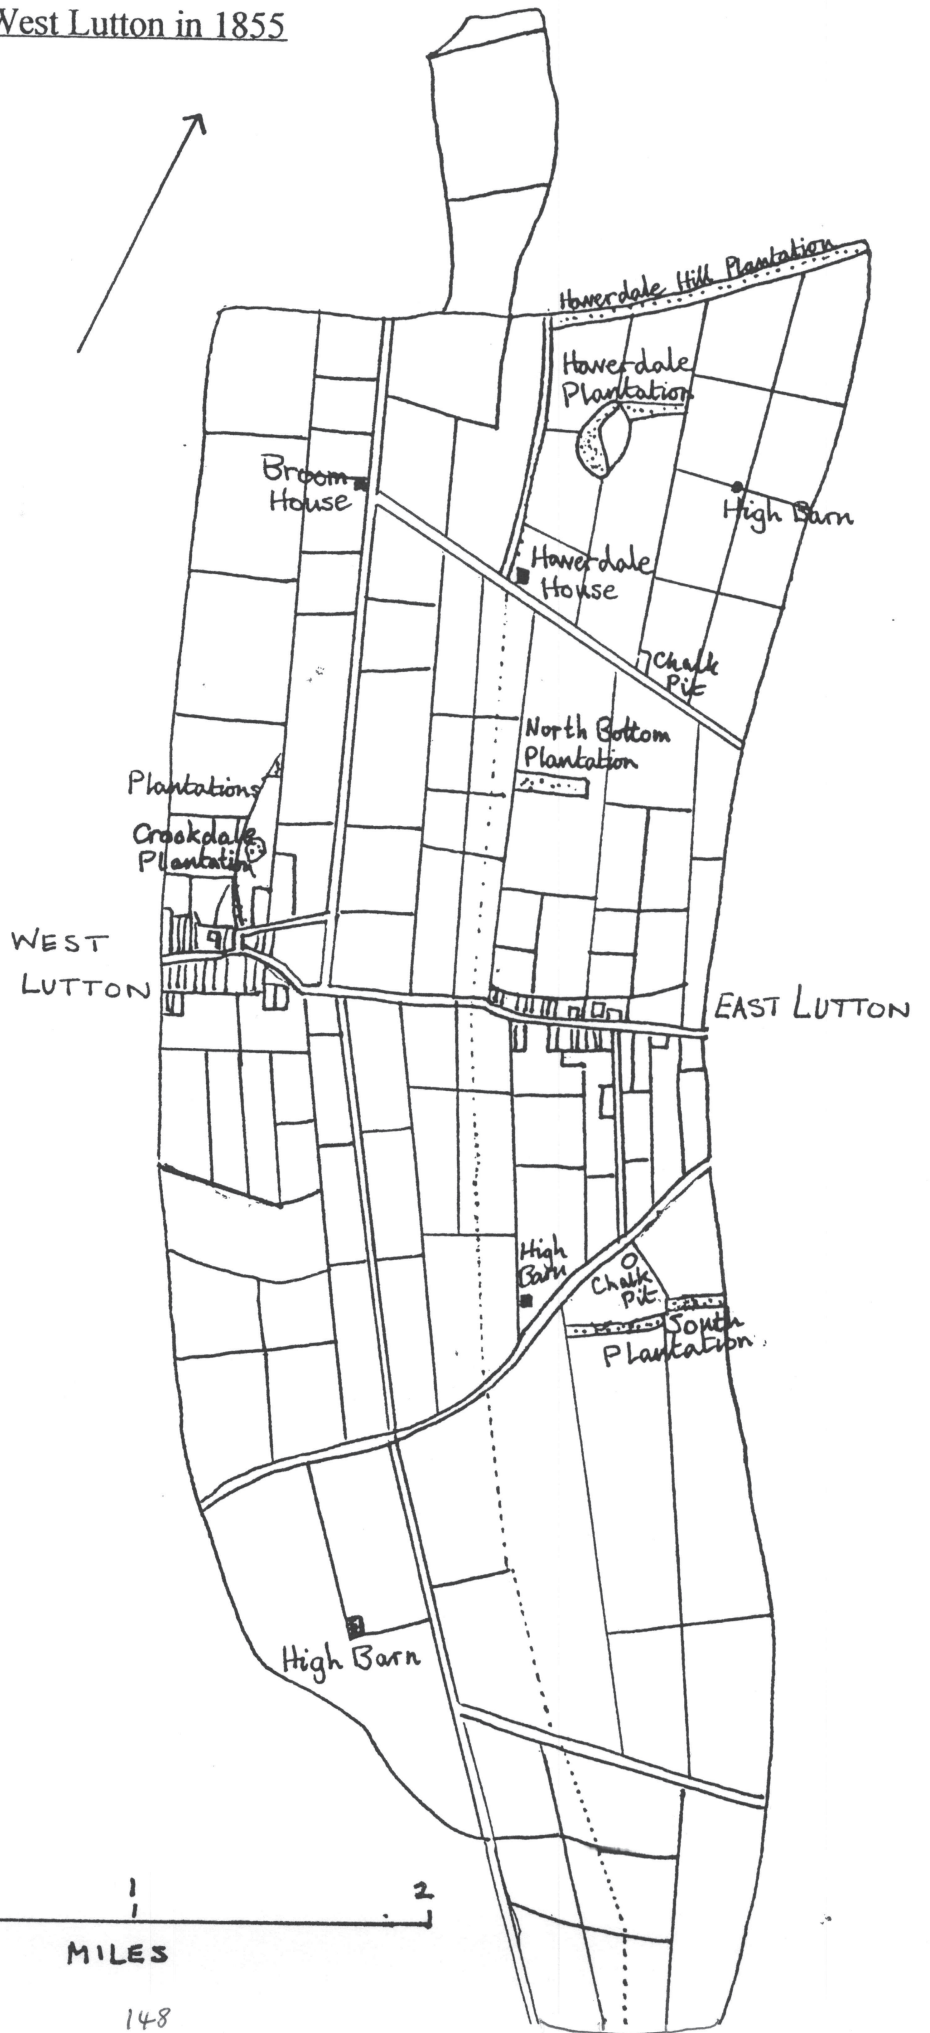 West Lutton in 1855
Haverdale Hill Plantation
Haverdale
Plantation
Broom
House
High Barn
Haverdale
House
Chalk
Pit
North Bottom
Plantation
Plantations
Crookdale
Plantation
WEST
LUTTON
EAST LUTTON
High
Barn
Chalk
Pit
South
Plantation
High Barn
1
2
MILES
148